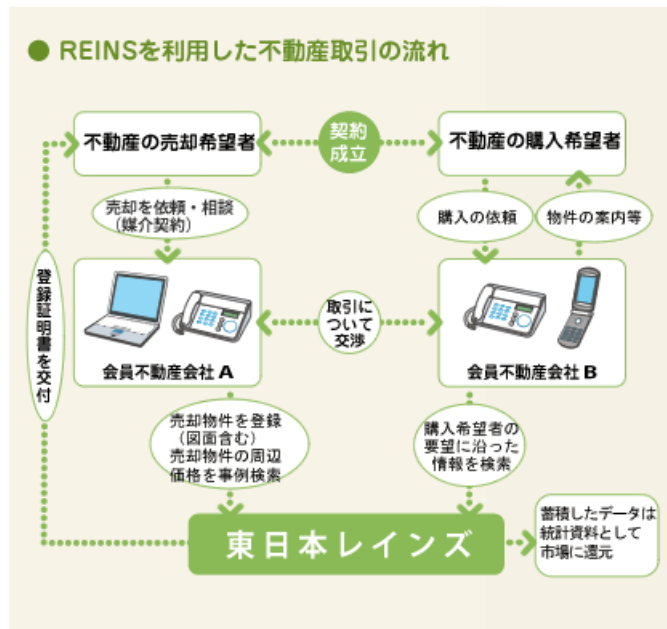 ● REINSを利用した不動産取引の流れ
不動産の売却希望者
契約
成立
不動産の購入希望者
売却を依頼・相談
(媒介契約)
購入の依頼
物件の案内等
登録証明書を交付
取引に
ついて
交渉
会員不動産会社 A
会員不動産会社 B
売却物件を登録
(図面含む)
売却物件の周辺
価格を事例検索
購入希望者の
要望に沿った
情報を検索
東日本レインズ
蓄積したデータは
統計資料として
市場に還元